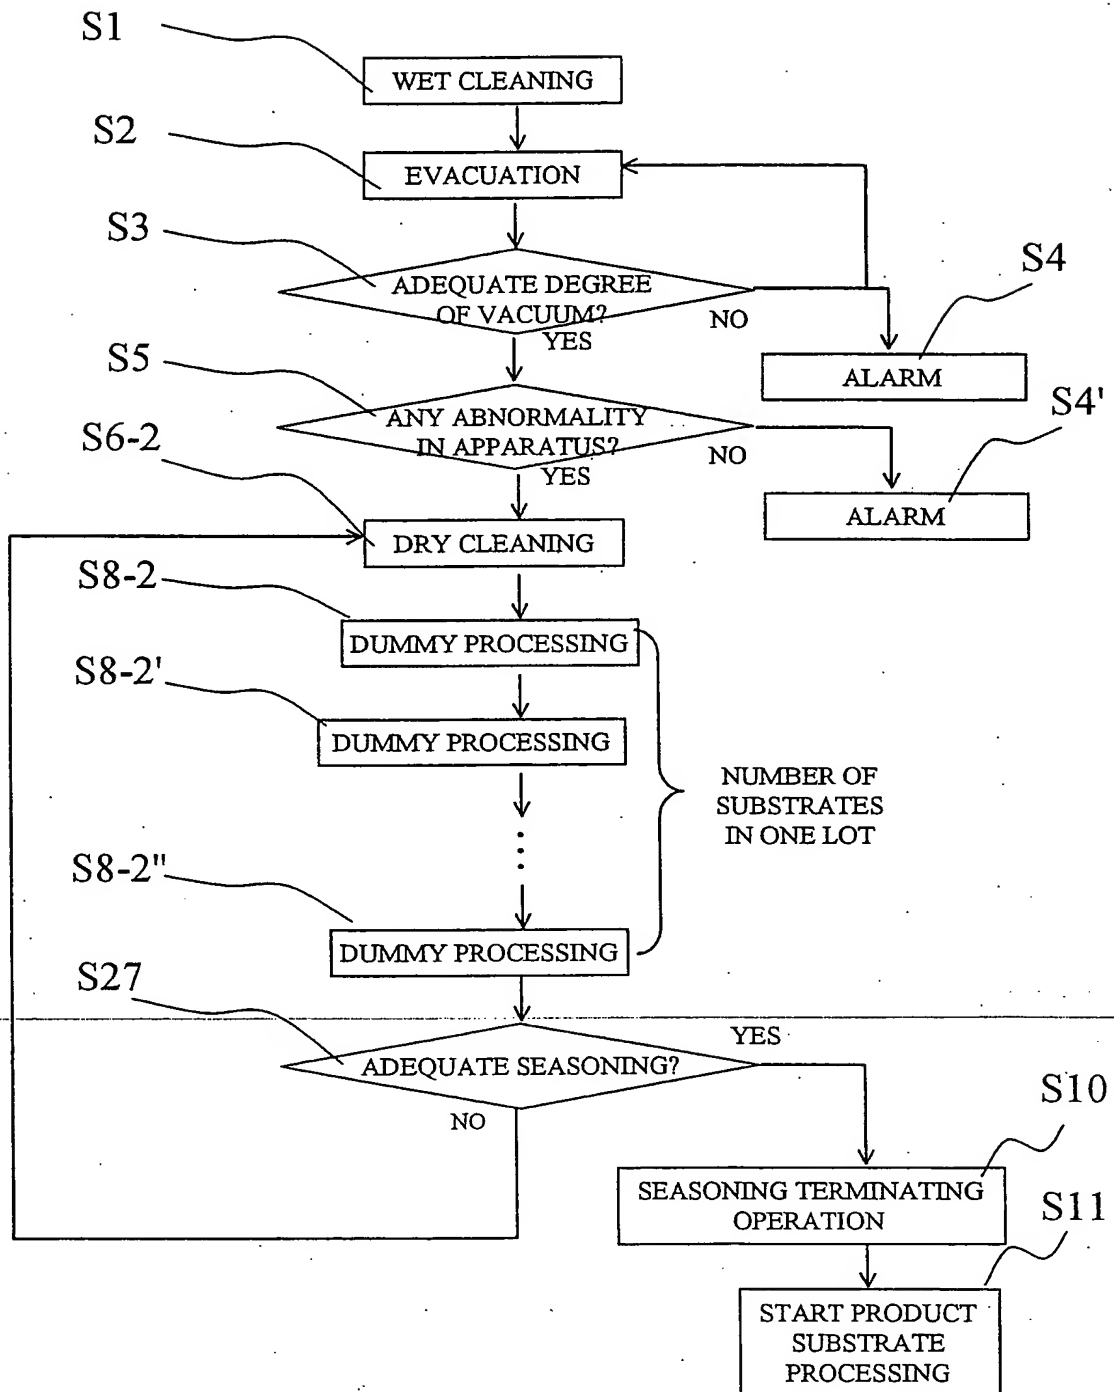 S1
WET CLEANING
S2
EVACUATION
S3
ADEQUATE DEGREE
OF VACUUM?
NO
YES
S4
ALARM
S5
ANY ABNORMALITY
IN APPARATUS?
NO
YES
S4'
ALARM
S6-2
DRY CLEANING
S8-2
DUMMY PROCESSING
S8-2'
DUMMY PROCESSING
NUMBER OF
SUBSTRATES
IN ONE LOT
S8-2"
DUMMY PROCESSING
S27
ADEQUATE SEASONING?
YES
NO
S10
SEASONING TERMINATING
OPERATION
S11
START PRODUCT
SUBSTRATE
PROCESSING